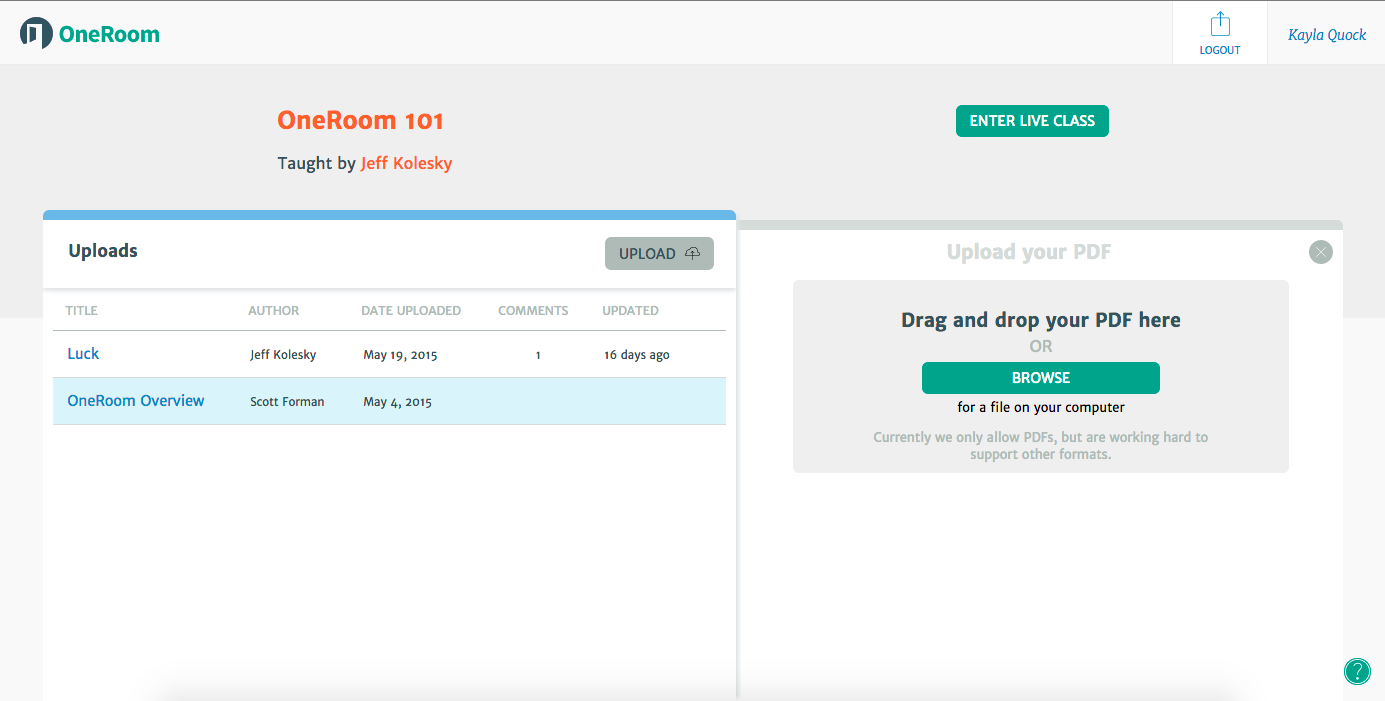 OneRoom
LOGOUT
Kayla Quock
OneRoom 101
ENTER LIVE CLASS
Taught by Jeff Kolesky
Uploads
UPLOAD
TITLE AUTHOR DATE UPLOADED COMMENTS UPDATED
Luck Jeff Kolesky May 19, 2015 1 16 days ago
OneRoom Overview Scott Forman May 4, 2015
Upload your PDF
Drag and drop your PDF here
OR
BROWSE
for a file on your computer
Currently we only allow PDFs, but are working hard to
support other formats.
?